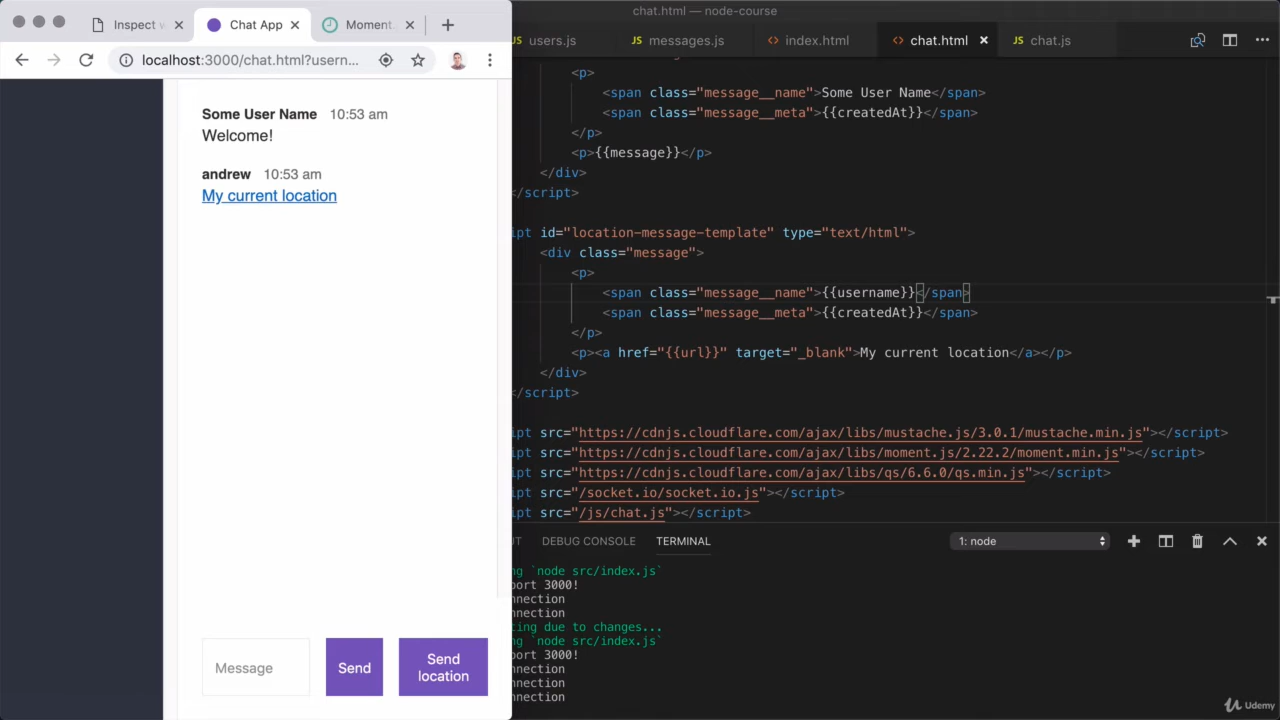 Inspect w
Chat App
Moment.
localhost:3000/chat.html?usern...
Some User Name 10:53 am
Welcome!
andrew 10:53 am
My current location
Message
Send
Send location
chat.html — node-course
JS users.js
JS messages.js
<> index.html
<> chat.html
JS chat.js
<p>
<span class="message__name">Some User Name</span>
<span class="message__meta">{{createdAt}}</span>
</p>
<p>{{message}}</p>
</div>
/script>
ipt id="location-message-template" type="text/html">
<div class="message">
<p>
<span class="message__name">{{username}}</span>
<span class="message__meta">{{createdAt}}</span>
</p>
<p><a href="{{url}}" target="_blank">My current location</a></p>
</div>
/script>
ipt src="https://cdnjs.cloudflare.com/ajax/libs/mustache.js/3.0.1/mustache.min.js"></script>
ipt src="https://cdnjs.cloudflare.com/ajax/libs/moment.js/2.22.2/moment.min.js"></script>
ipt src="https://cdnjs.cloudflare.com/ajax/libs/qs/6.6.0/qs.min.js"></script>
ipt src="/socket.io/socket.io.js"></script>
ipt src="/js/chat.js"></script>
UT DEBUG CONSOLE TERMINAL
1: node
ng `node src/index.js`
port 3000!
nnection
nnection
ting due to changes...
ng `node src/index.js`
port 3000!
nnection
nnection
nnection
Udemy